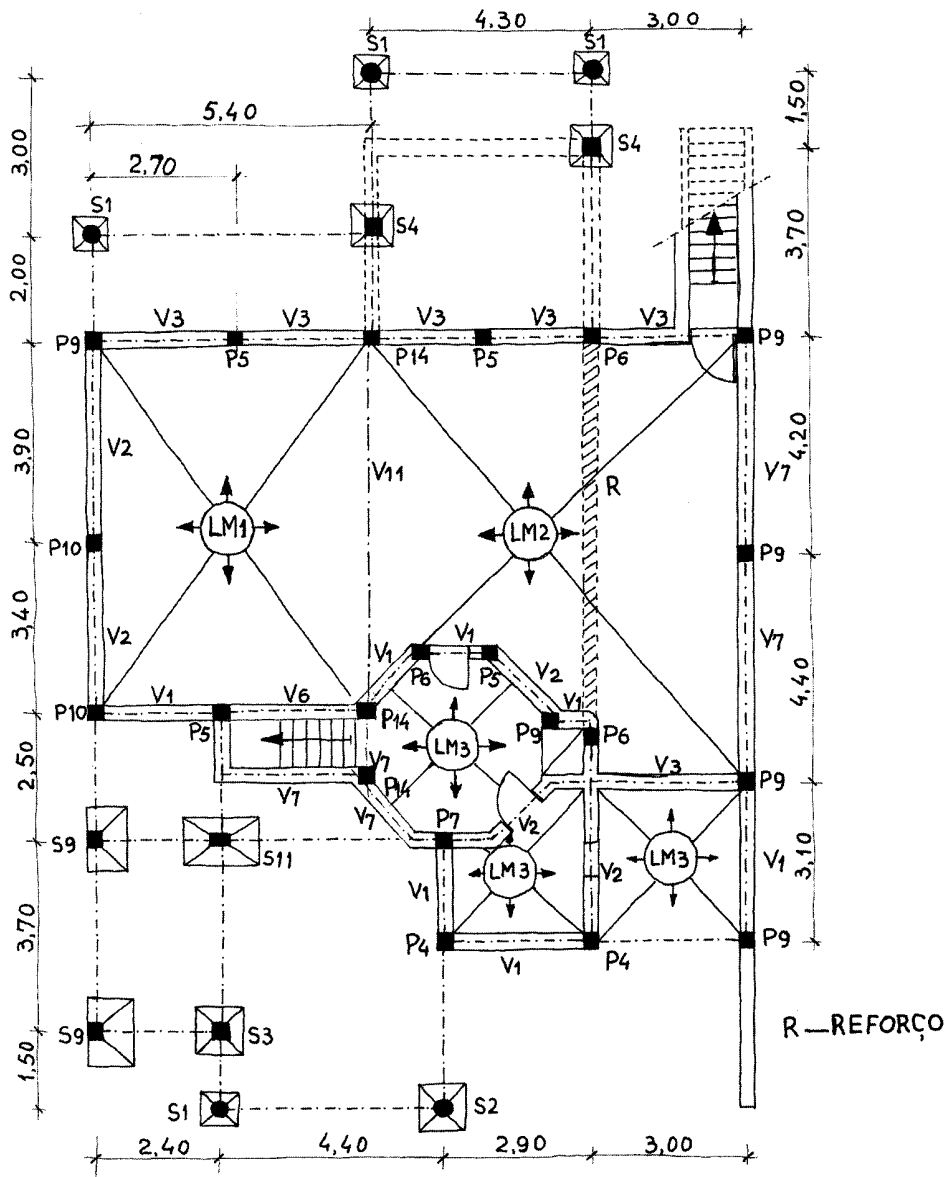 4.30 3,00
S1 S1
5,40
1,50
3,00
S4
2,70
S1
S4
3,70
2,00
V3 V3 V3 V3 V3
P9 P5 P14 P5 P6 P9
V2
V11
4,20
3,90
V7
R
LM1 LM2
P10 P9
3,40
V2
V1
V1
V2
V7
P6 P5
4,40
V1 V6
V1
P10 P5 P14 P9 P6
LM3
2,50
V7
V3
P14 P9
V7
V7
P7
V2
S9 S11
LM3 LM3
V1
3,10
V1
V2
3,70
P4 P4 P9
V1
R—REFORÇO
S9 S3
1,50
S1 S2
2,40 4,40 2,90 3,00